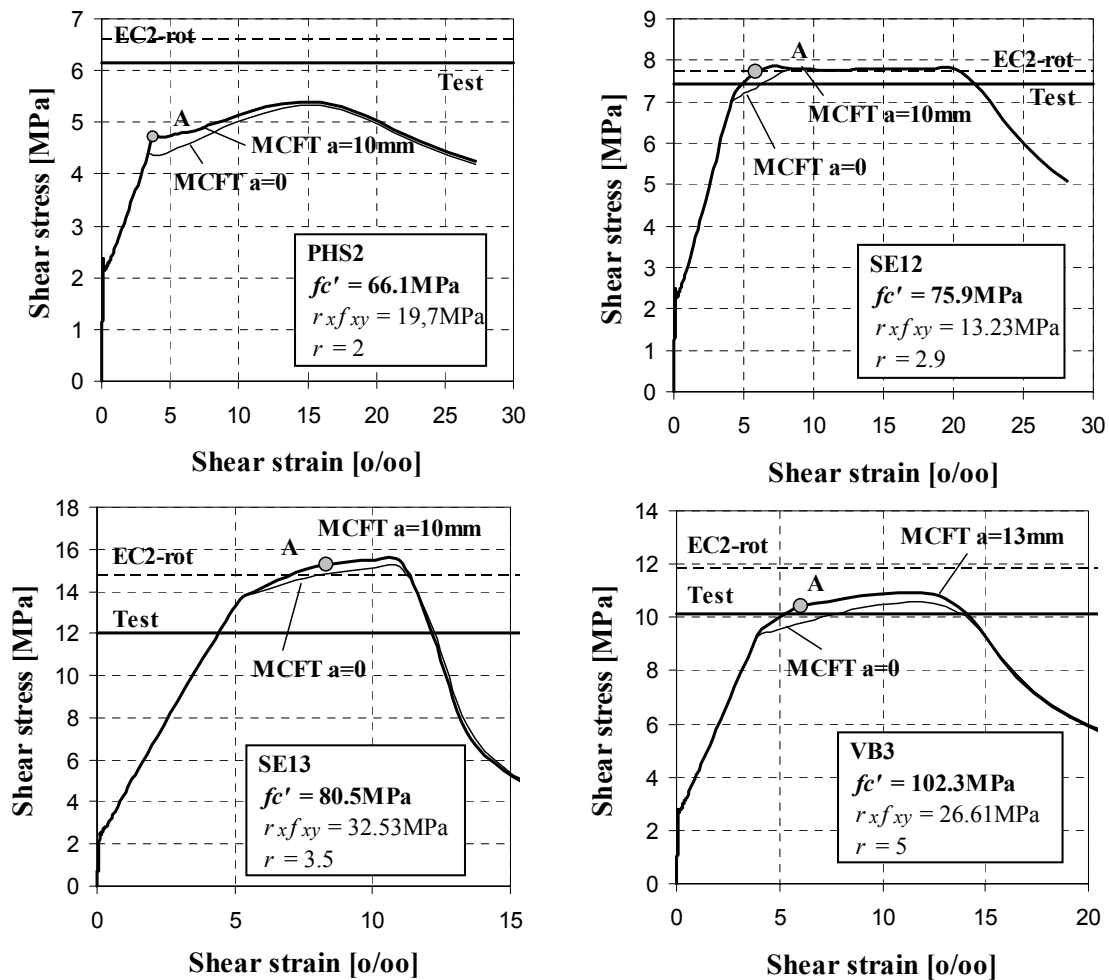 7
6
5
4
3
2
1
0
Shear stress [MPa]
EC2-rot
Test
A
MCFT a=10mm
MCFT a=0
PHS2
fc' = 66.1MPa
r x f xy = 19,7MPa
r = 2
0 5 10 15 20 25 30
Shear strain [o/oo]
9
8
7
6
5
4
3
2
1
0
Shear stress [MPa]
A
EC2-rot
Test
MCFT a=10mm
MCFT a=0
SE12
fc' = 75.9MPa
r x f xy = 13.23MPa
r = 2.9
0 5 10 15 20 25 30
Shear strain [o/oo]
18
16
14
12
10
8
6
4
2
0
Shear stress [MPa]
MCFT a=10mm
A
EC2-rot
Test
MCFT a=0
SE13
fc' = 80.5MPa
r x f xy = 32.53MPa
r = 3.5
0 5 10 15
Shear strain [o/oo]
14
12
10
8
6
4
2
0
Shear stress [MPa]
EC2-rot
MCFT a=13mm
A
Test
MCFT a=0
VB3
fc' = 102.3MPa
r x f xy = 26.61MPa
r = 5
0 5 10 15 20
Shear strain [o/oo]